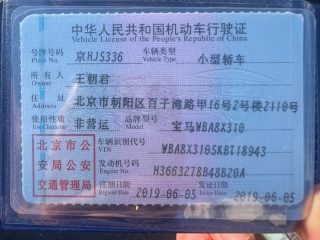 中华人民共和国机动车行驶证
Vehicle License of the People's Republic of China
号牌号码 京HJ5336 车辆类型 小型轿车
Plate No. Vehicle Type
所有人 王朝君
Owner
住址 北京市朝阳区百子湾路甲16号2号楼2110号
Address
使用性质 非营运 品牌型号 宝马WBA8X310
Use Character Model
北京市公安局公安交通管理局
车辆识别代号 WBA8X3105KBT18943
VIN
发动机号码 H3663278B48B20A
Engine No.
注册日期 2019-06-05 发证日期 2019-06-05
Register Date Issue Date